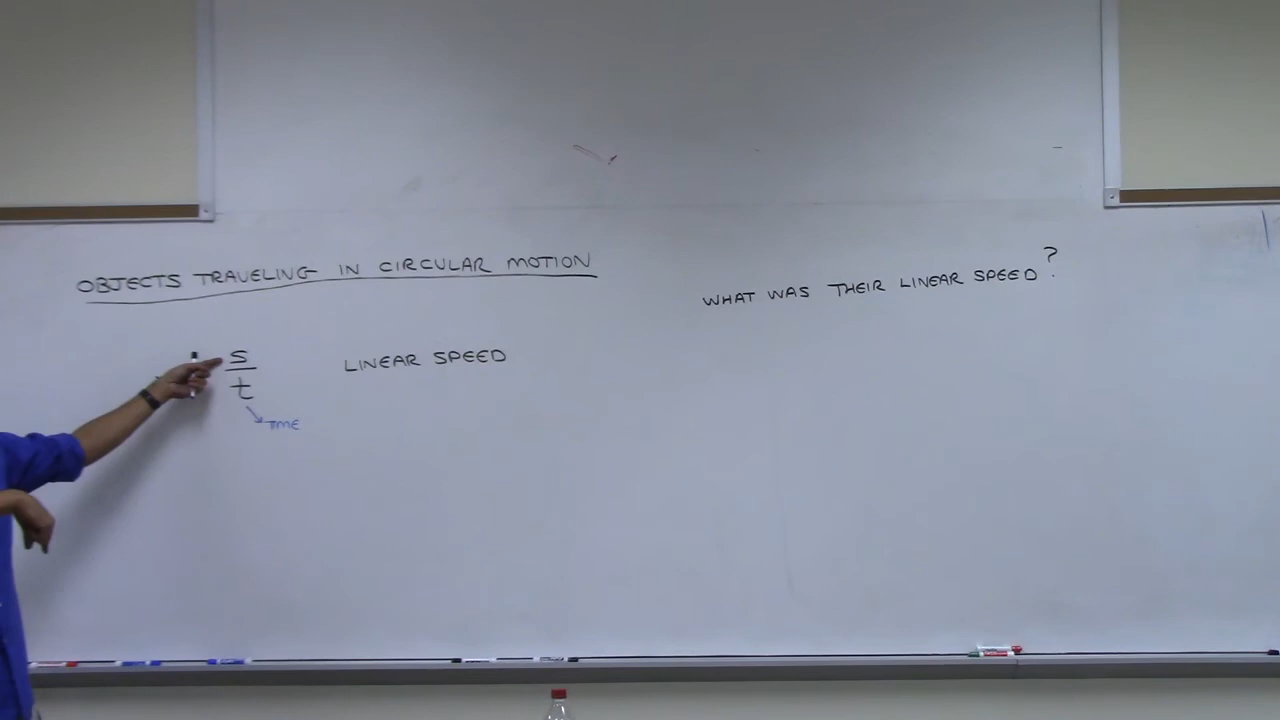 OBJECTS TRAVELING IN CIRCULAR MOTION
WHAT WAS THEIR LINEAR SPEED?
S
t
LINEAR SPEED
TIME